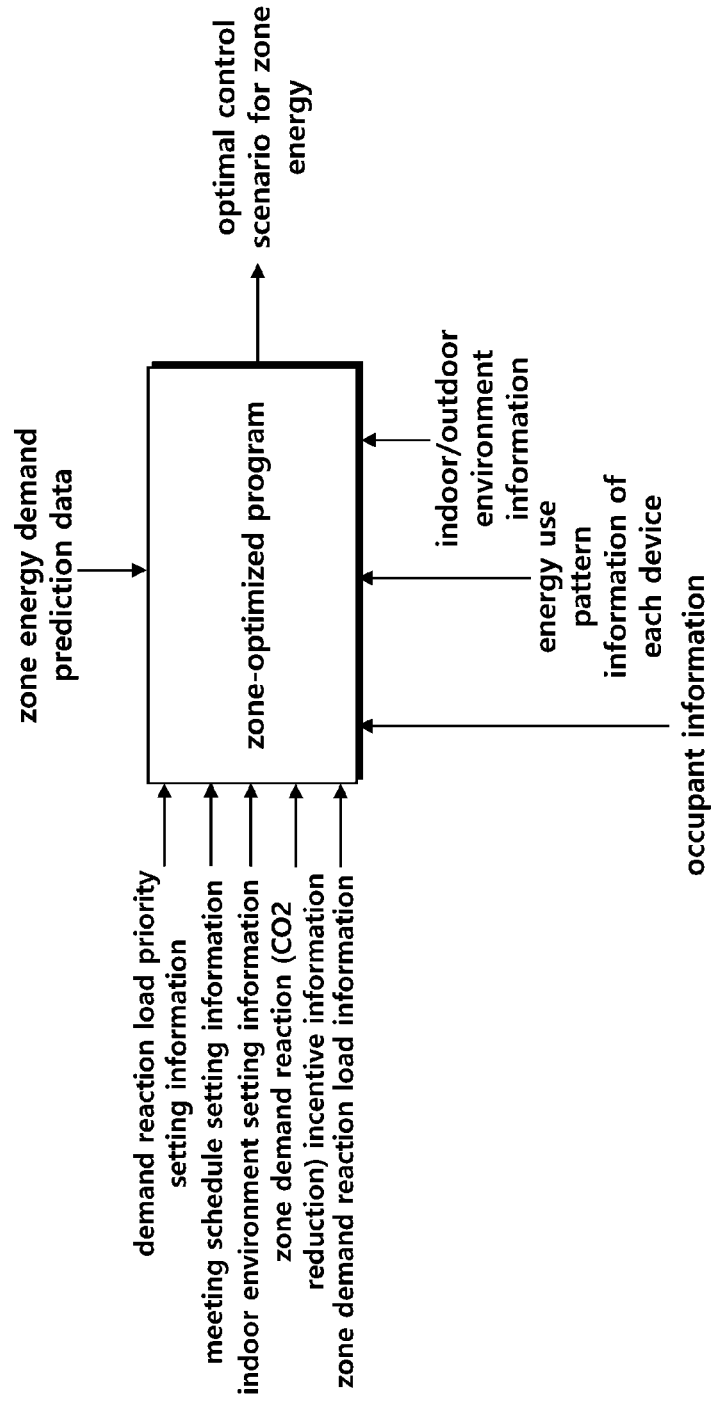 zone energy demand
prediction data
demand reaction load priority
setting information
meeting schedule setting information
indoor environment setting information
zone demand reaction (CO2
reduction) incentive information
zone demand reaction load information
zone-optimized program
optimal control
scenario for zone
energy
indoor/outdoor
environment
information
energy use
pattern
information of
each device
occupant information